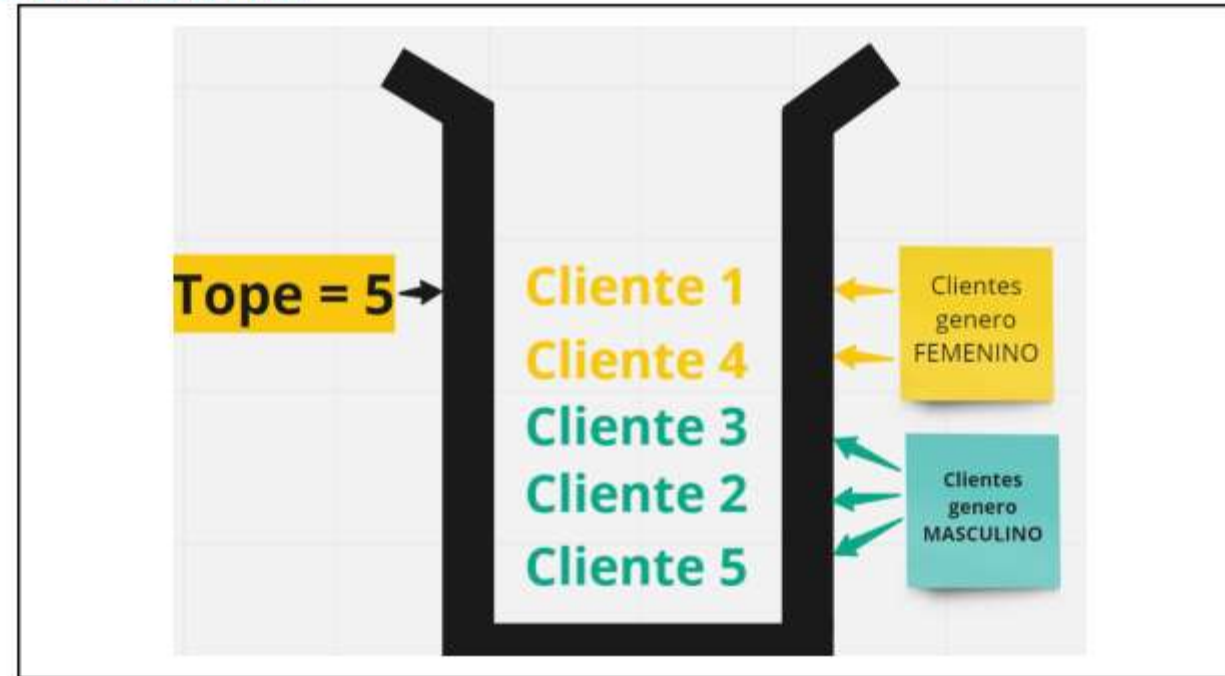 Tope = 5
Cliente 1
Cliente 4
Cliente 3
Cliente 2
Cliente 5
Clientes
genero
FEMENINO
Clientes
genero
MASCULINO